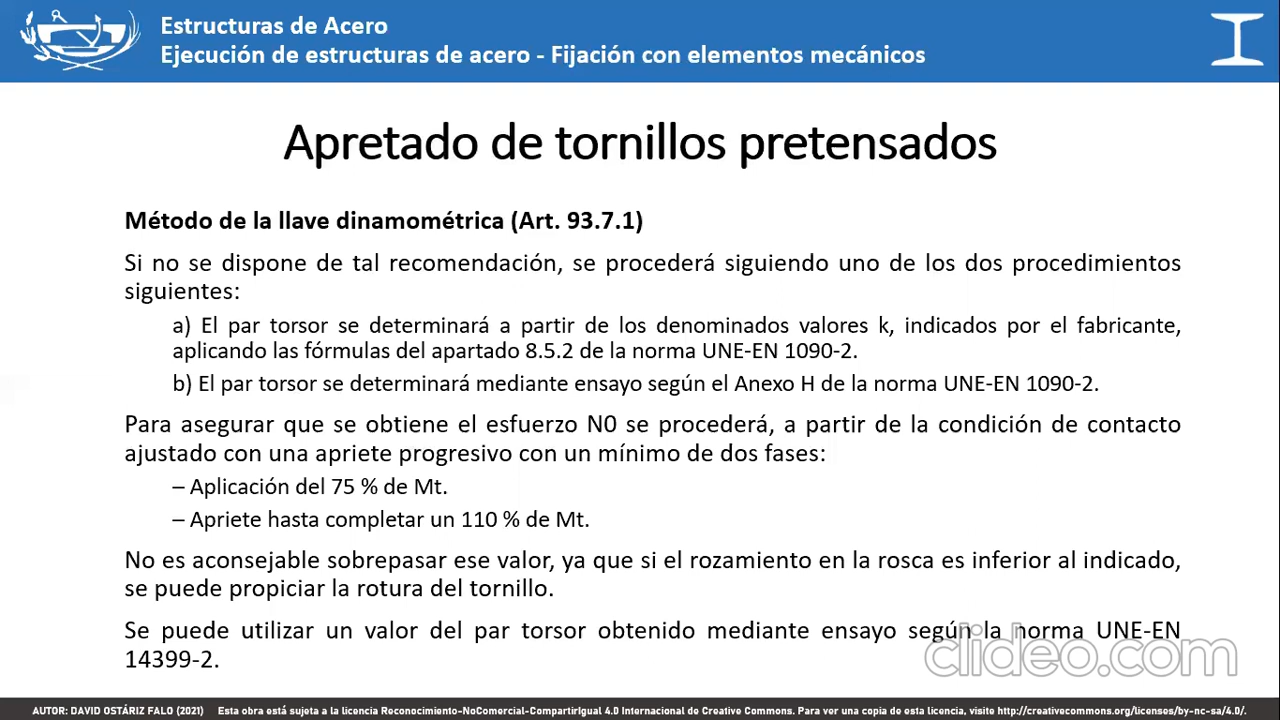 Estructuras de Acero
Ejecución de estructuras de acero - Fijación con elementos mecánicos
Apretado de tornillos pretensados
Método de la llave dinamométrica (Art. 93.7.1)
Si no se dispone de tal recomendación, se procederá siguiendo uno de los dos procedimientos
siguientes:
a) El par torsor se determinará a partir de los denominados valores k, indicados por el fabricante,
aplicando las fórmulas del apartado 8.5.2 de la norma UNE-EN 1090-2.
b) El par torsor se determinará mediante ensayo según el Anexo H de la norma UNE-EN 1090-2.
Para asegurar que se obtiene el esfuerzo N0 se procederá, a partir de la condición de contacto
ajustado con una apriete progresivo con un mínimo de dos fases:
– Aplicación del 75 % de Mt.
– Apriete hasta completar un 110 % de Mt.
No es aconsejable sobrepasar ese valor, ya que si el rozamiento en la rosca es inferior al indicado,
se puede propiciar la rotura del tornillo.
Se puede utilizar un valor del par torsor obtenido mediante ensayo según la norma UNE-EN
14399-2.
clideo.com
AUTOR: DAVID OSTÁRIZ FALO (2021) Esta obra está sujeta a la licencia Reconocimiento-NoComercial-CompartirIgual 4.0 Internacional de Creative Commons. Para ver una copia de esta licencia, visite http://creativecommons.org/licenses/by-nc-sa/4.0/.